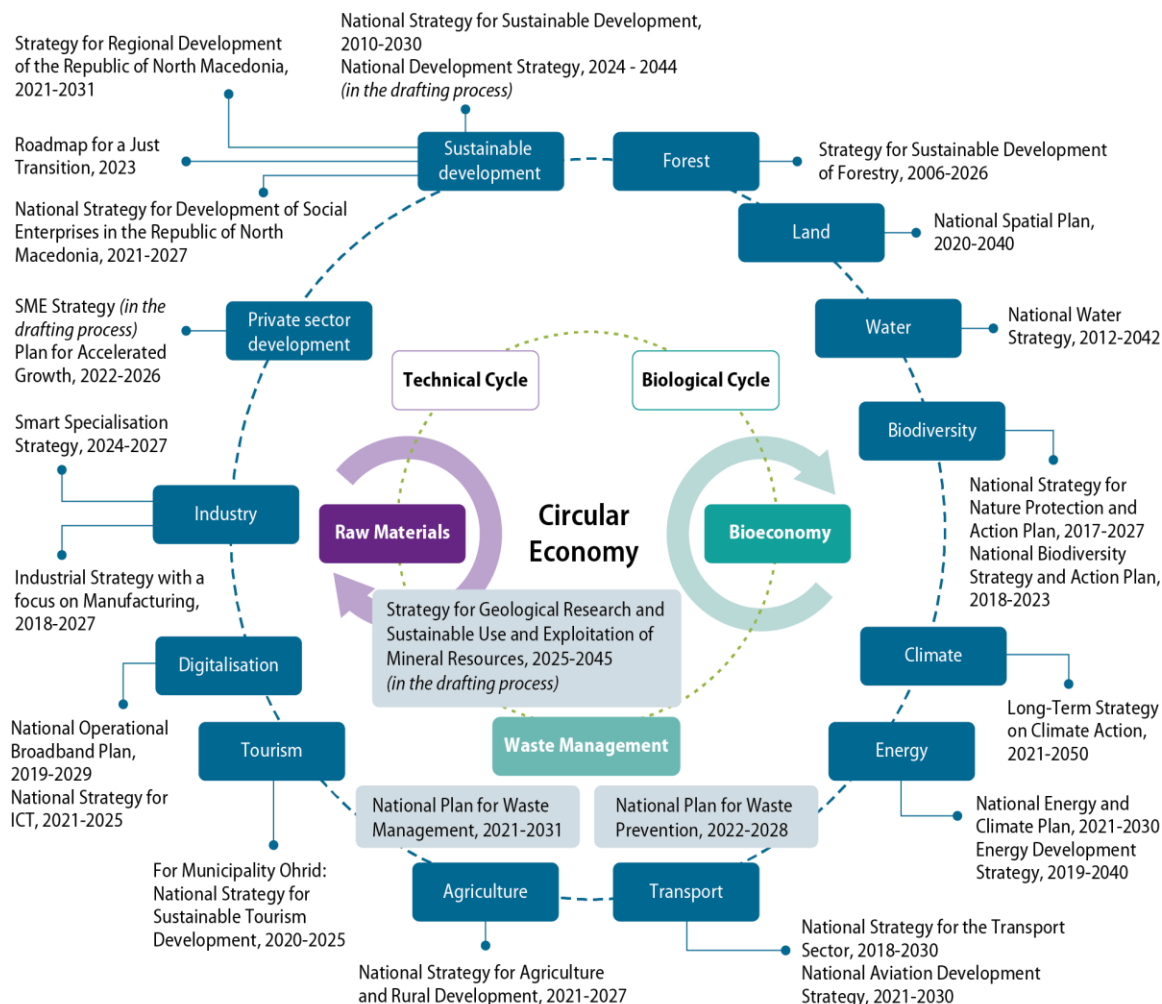 National Strategy for Sustainable Development,
2010-2030
National Development Strategy, 2024 - 2044
(in the drafting process)
Strategy for Regional Development
of the Republic of North Macedonia,
2021-2031
Roadmap for a Just
Transition, 2023
National Strategy for Development of Social
Enterprises in the Republic of North
Macedonia, 2021-2027
Sustainable
development
Forest
Strategy for Sustainable Development
of Forestry, 2006-2026
Land
National Spatial Plan,
2020-2040
SME Strategy (in the
drafting process)
Plan for Accelerated
Growth, 2022-2026
Private sector
development
Water
National Water
Strategy, 2012-2042
Technical Cycle
Biological Cycle
Smart Specialisation
Strategy, 2024-2027
Biodiversity
National Strategy for
Nature Protection and
Action Plan, 2017-2027
National Biodiversity
Strategy and Action Plan,
2018-2023
Industry
Raw Materials
Circular
Economy
Bioeconomy
Industrial Strategy with a
focus on Manufacturing,
2018-2027
Strategy for Geological Research and
Sustainable Use and Exploitation of
Mineral Resources, 2025-2045
(in the drafting process)
Digitalisation
Climate
Long-Term Strategy
on Climate Action,
2021-2050
National Operational
Broadband Plan,
2019-2029
National Strategy for
ICT, 2021-2025
Tourism
Waste Management
Energy
National Energy and
Climate Plan, 2021-2030
Energy Development
Strategy, 2019-2040
National Plan for Waste
Management, 2021-2031
National Plan for Waste
Prevention, 2022-2028
For Municipality Ohrid:
National Strategy for
Sustainable Tourism
Development, 2020-2025
Agriculture
Transport
National Strategy for Agriculture
and Rural Development, 2021-2027
National Strategy for the Transport
Sector, 2018-2030
National Aviation Development
Strategy, 2021-2030